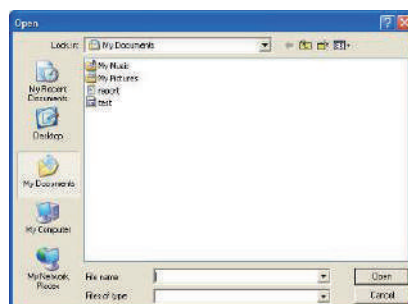 Open
Look in:
My Documents
My Music
My Pictures
report
test
My Recent
Documents
Desktop
My Documents
My Computer
My Network
Places
File name
Open
Files of type
Cancel